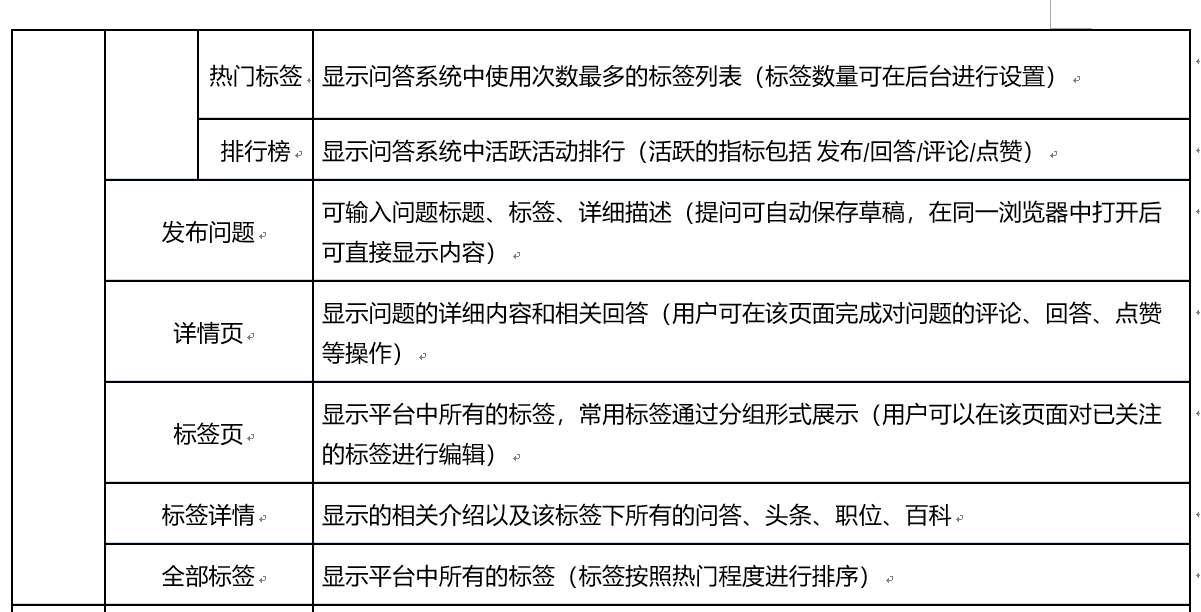 热门标签
显示问答系统中使用次数最多的标签列表（标签数量可在后台进行设置）
排行榜
显示问答系统中活跃活动排行（活跃的指标包括 发布/回答/评论/点赞）
发布问题
可输入问题标题、标签、详细描述（提问可自动保存草稿，在同一浏览器中打开后
可直接显示内容）
详情页
显示问题的详细内容和相关回答（用户可在该页面完成对问题的评论、回答、点赞
等操作）
标签页
显示平台中所有的标签，常用标签通过分组形式展示（用户可以在该页面对已关注
的标签进行编辑）
标签详情
显示的相关介绍以及该标签下所有的问答、头条、职位、百科
全部标签
显示平台中所有的标签（标签按照热门程度进行排序）